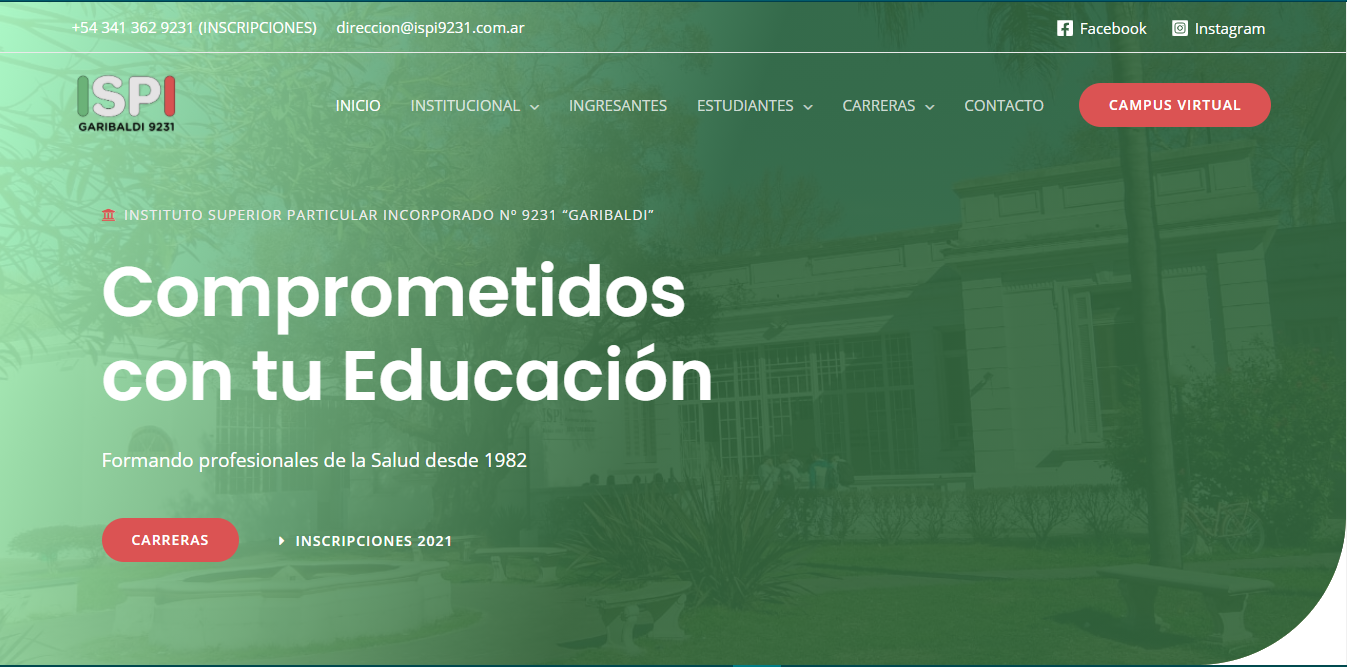 +54 341 362 9231 (INSCRIPCIONES) direccion@ispi9231.com.ar Facebook Instagram
ISPI
GARIBALDI 9231
INICIO INSTITUCIONAL INGRESANTES ESTUDIANTES CARRERAS CONTACTO CAMPUS VIRTUAL
INSTITUTO SUPERIOR PARTICULAR INCORPORADO Nº 9231 “GARIBALDI”
Comprometidos
con tu Educación
Formando profesionales de la Salud desde 1982
CARRERAS INSCRIPCIONES 2021